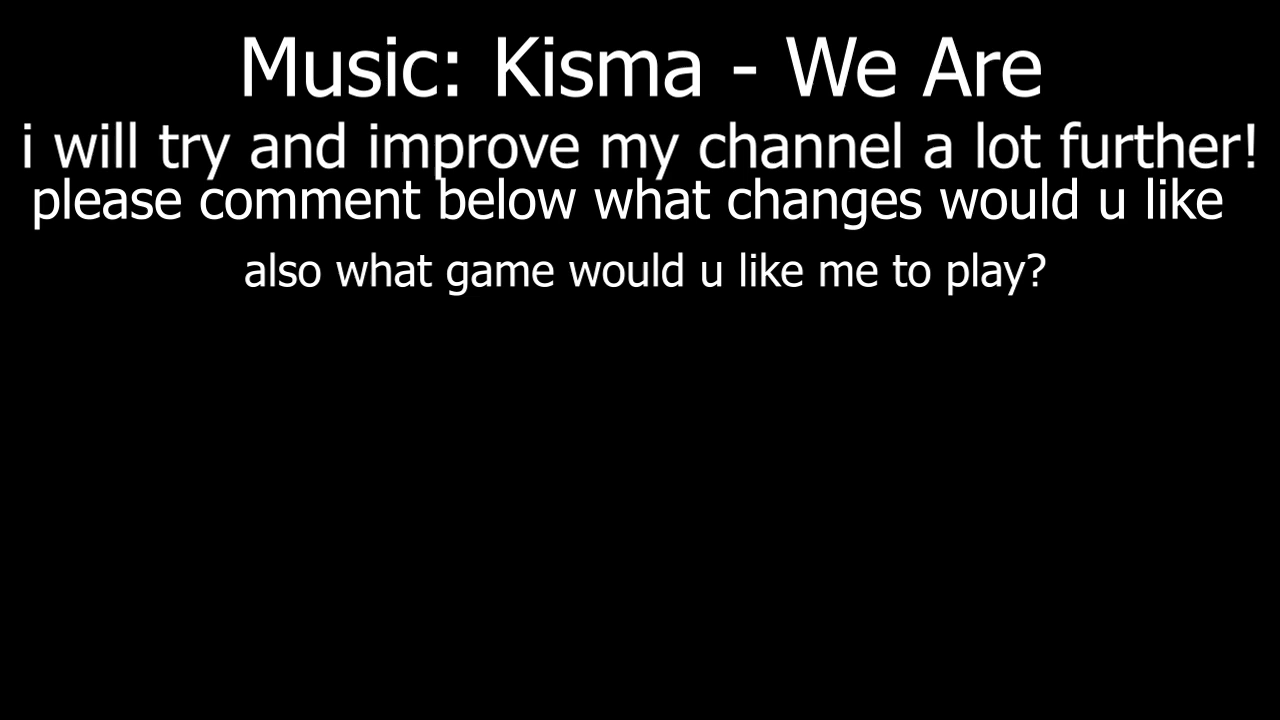 Music: Kisma - We Are
i will try and improve my channel a lot further!
please comment below what changes would u like
also what game would u like me to play?